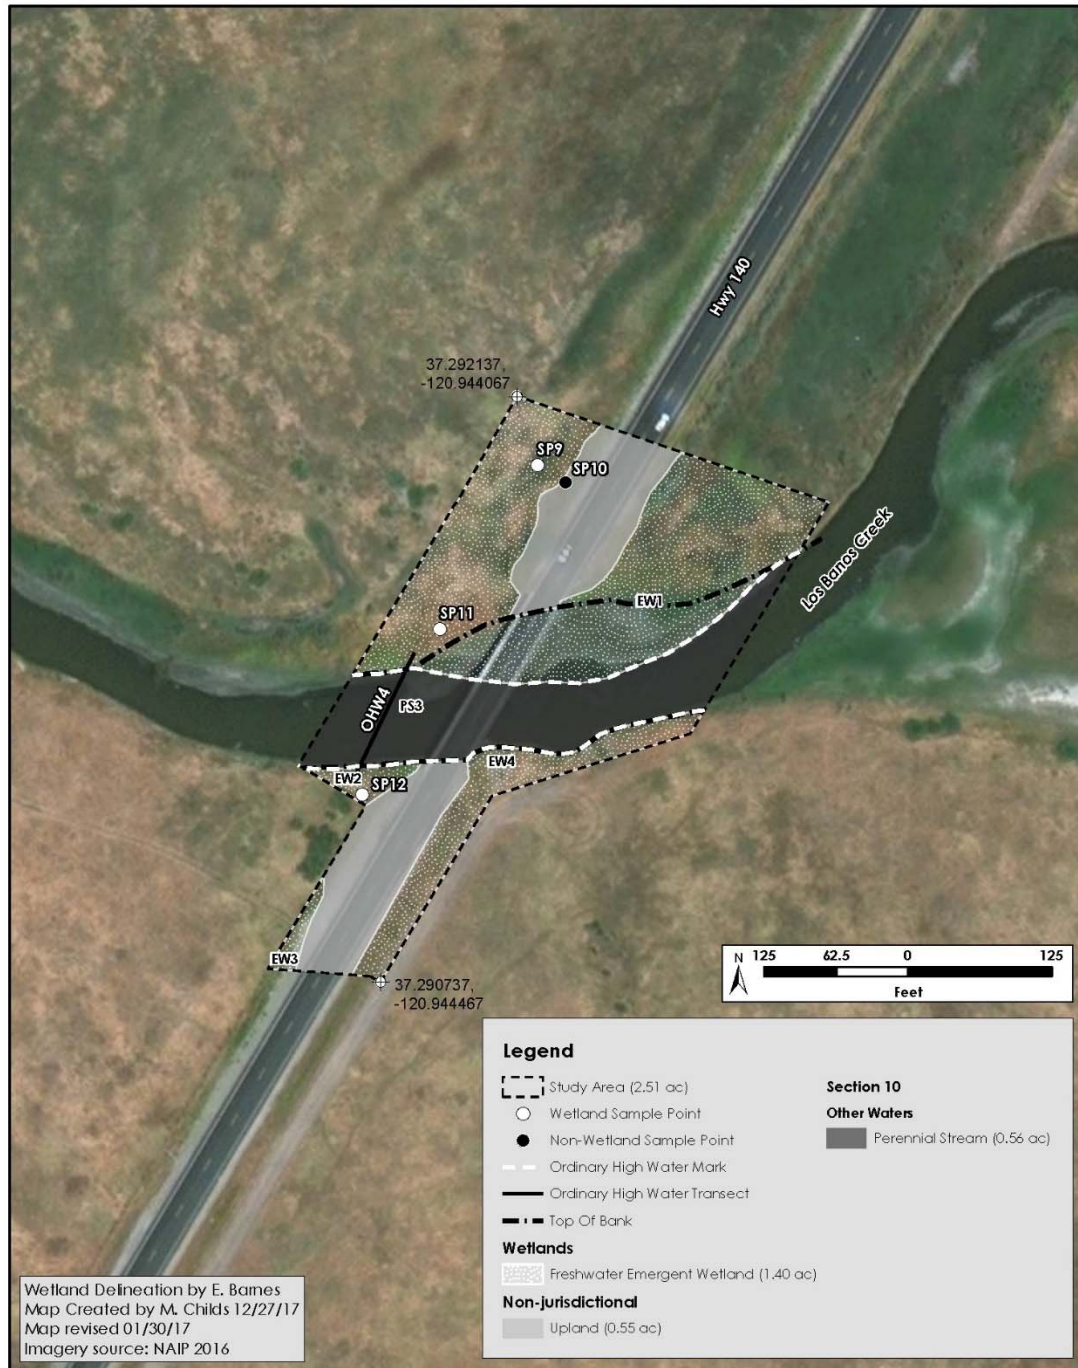 Hwy 140
37.292137,
-120.944067
SP9
SP10
Los Banos Creek
EW1
SP11
OHW4
PS3
EW2
SP12
EW4
EW3
37.290737,
-120.944467
N 125 62.5 0 125
Feet
Legend
Study Area (2.51 ac)
Wetland Sample Point
Non-Wetland Sample Point
Ordinary High Water Mark
Ordinary High Water Transect
Top Of Bank
Wetlands
Freshwater Emergent Wetland (1.40 ac)
Non-jurisdictional
Upland (0.55 ac)
Section 10
Other Waters
Perennial Stream (0.56 ac)
Wetland Delineation by E. Barnes
Map Created by M. Childs 12/27/17
Map revised 01/30/17
Imagery source: NAIP 2016